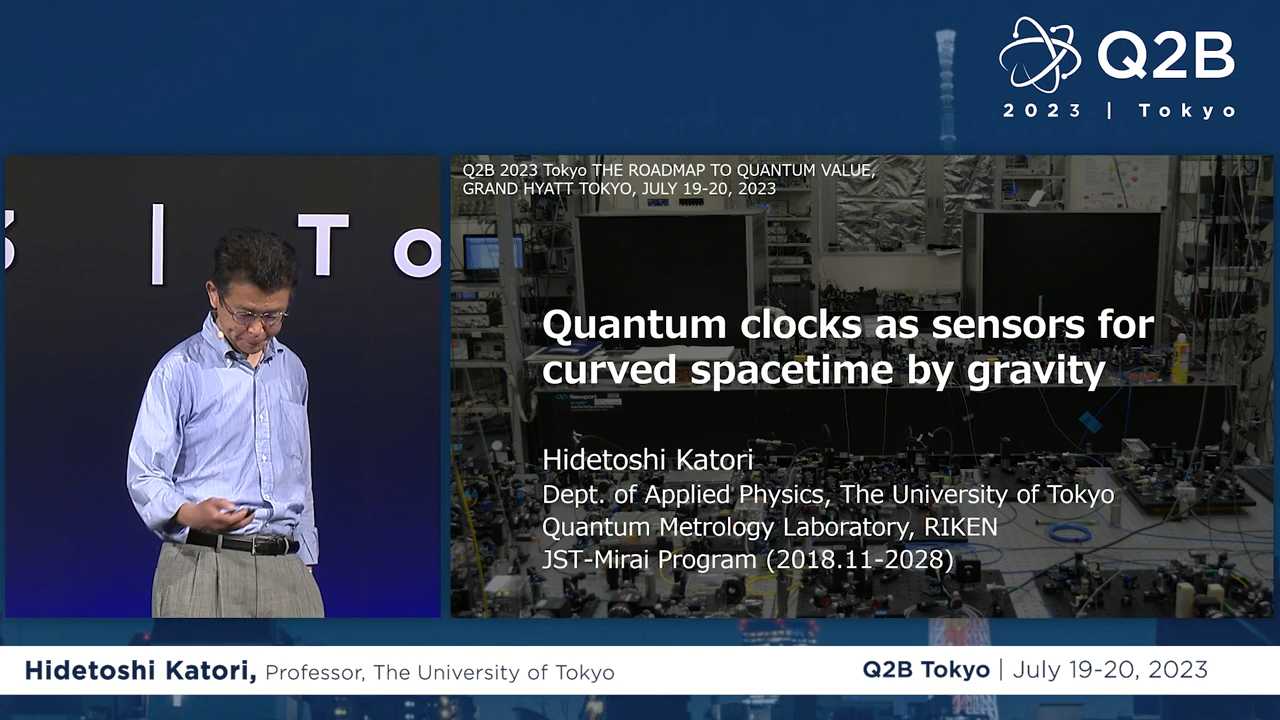 Q2B
2023 | Tokyo
3 | To
Q2B 2023 Tokyo THE ROADMAP TO QUANTUM VALUE,
GRAND HYATT TOKYO, JULY 19-20, 2023
Quantum clocks as sensors for
curved spacetime by gravity
Newport
Hidetoshi Katori
Dept. of Applied Physics, The University of Tokyo
Quantum Metrology Laboratory, RIKEN
JST-Mirai Program (2018.11-2028)
Hidetoshi Katori, Professor, The University of Tokyo
Q2B Tokyo | July 19-20, 2023